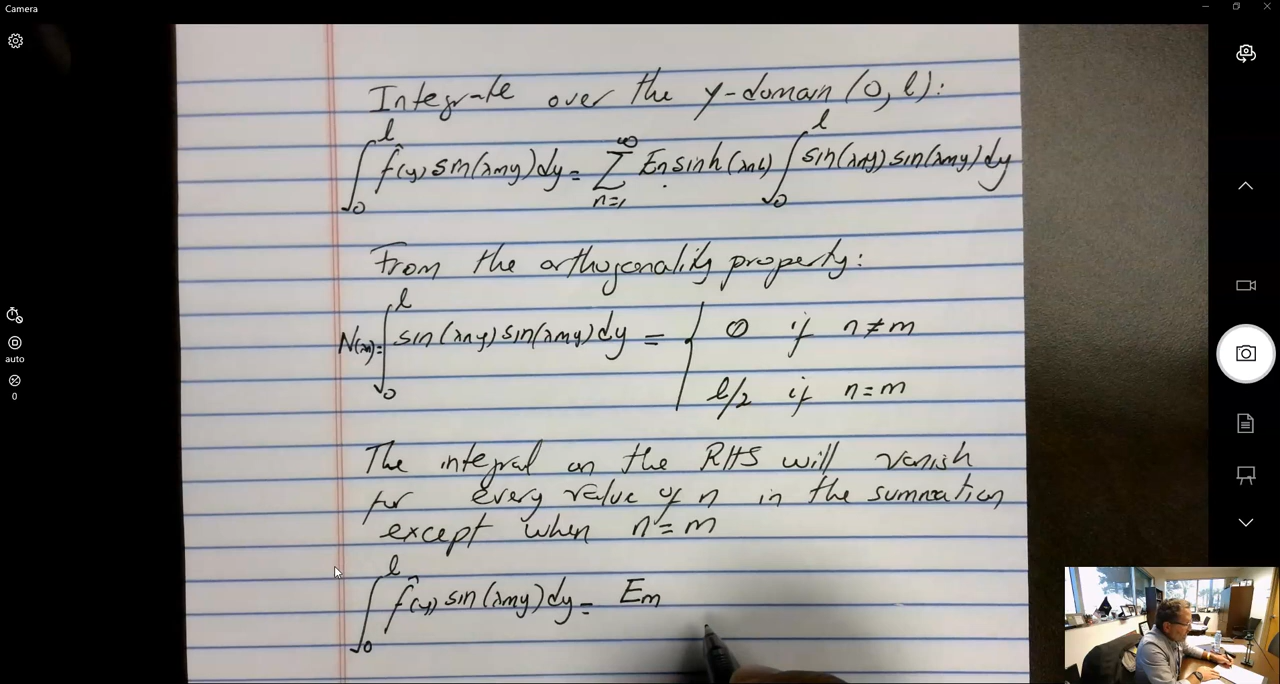 Camera
Integrate over the y-domain (0, l):
∫₀ˡ f̂(y) sin(λmy) dy = Σ_{n=1}^{∞} En sinh(λnL) ∫₀ˡ sin(λny) sin(λmy) dy
From the orthogonality property:
N(λn) = ∫₀ˡ sin(λny) sin(λmy) dy = { 0 if n ≠ m
l/2 if n = m
The integral on the RHS will vanish
for every value of n in the summation
except when n = m
auto
0
∫₀ˡ f̂(y) sin(λmy) dy = Em